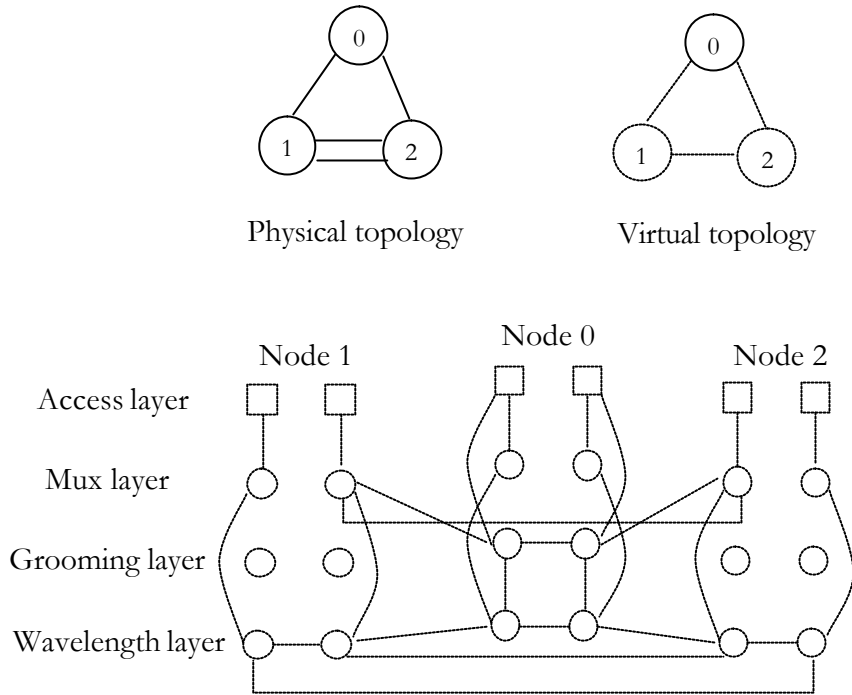 0
0
1
2
1
2
Physical topology
Virtual topology
Node 1
Node 0
Node 2
Access layer
Mux layer
Grooming layer
Wavelength layer